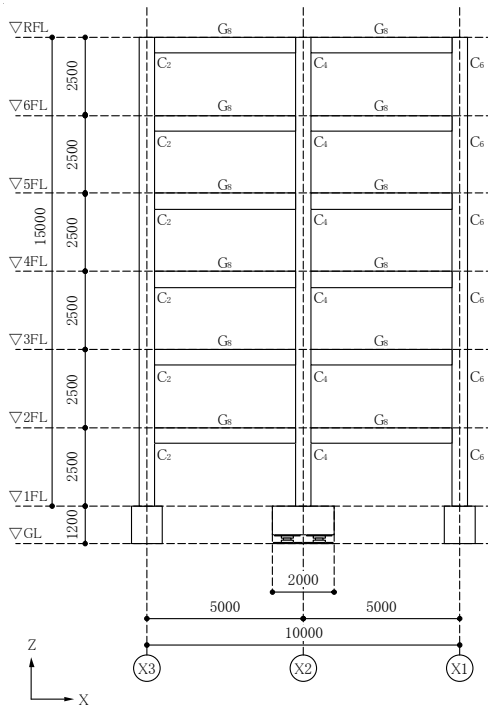 ▽RFL G₈ G₈
C₂ C₄ C₆
2500
▽6FL G₈ G₈
C₂ C₄ C₆
2500
▽5FL G₈ G₈
C₂ C₄ C₆
15000
2500
▽4FL G₈ G₈
C₂ C₄ C₆
2500
▽3FL G₈ G₈
C₂ C₄ C₆
2500
▽2FL G₈ G₈
C₂ C₄ C₆
2500
▽1FL
1200
▽GL
2000
5000 5000
10000
Z
X
X3 X2 X1